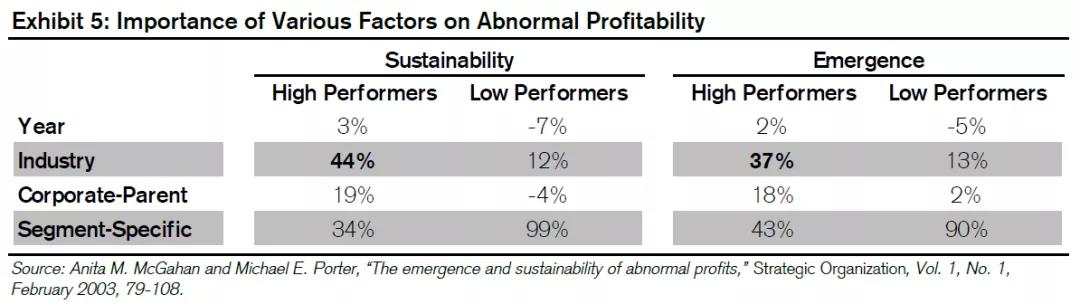 Exhibit 5: Importance of Various Factors on Abnormal Profitability
Sustainability Emergence
High Performers Low Performers High Performers Low Performers
Year 3% -7% 2% -5%
Industry 44% 12% 37% 13%
Corporate-Parent 19% -4% 18% 2%
Segment-Specific 34% 99% 43% 90%
Source: Anita M. McGahan and Michael E. Porter, “The emergence and sustainability of abnormal profits,” Strategic Organization, Vol. 1, No. 1,
February 2003, 79-108.